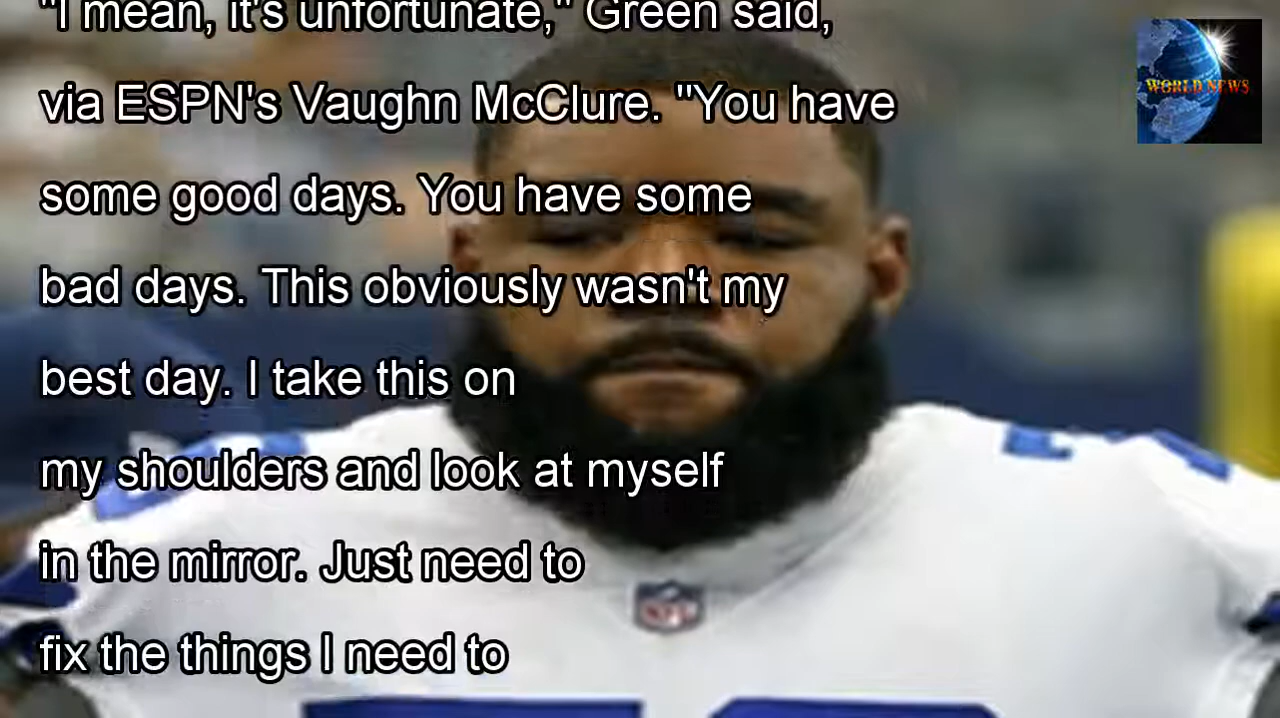 "I mean, it's unfortunate," Green said,
via ESPN's Vaughn McClure. "You have
some good days. You have some
bad days. This obviously wasn't my
best day. I take this on
my shoulders and look at myself
in the mirror. Just need to
fix the things I need to
WORLD NEWS
NFL